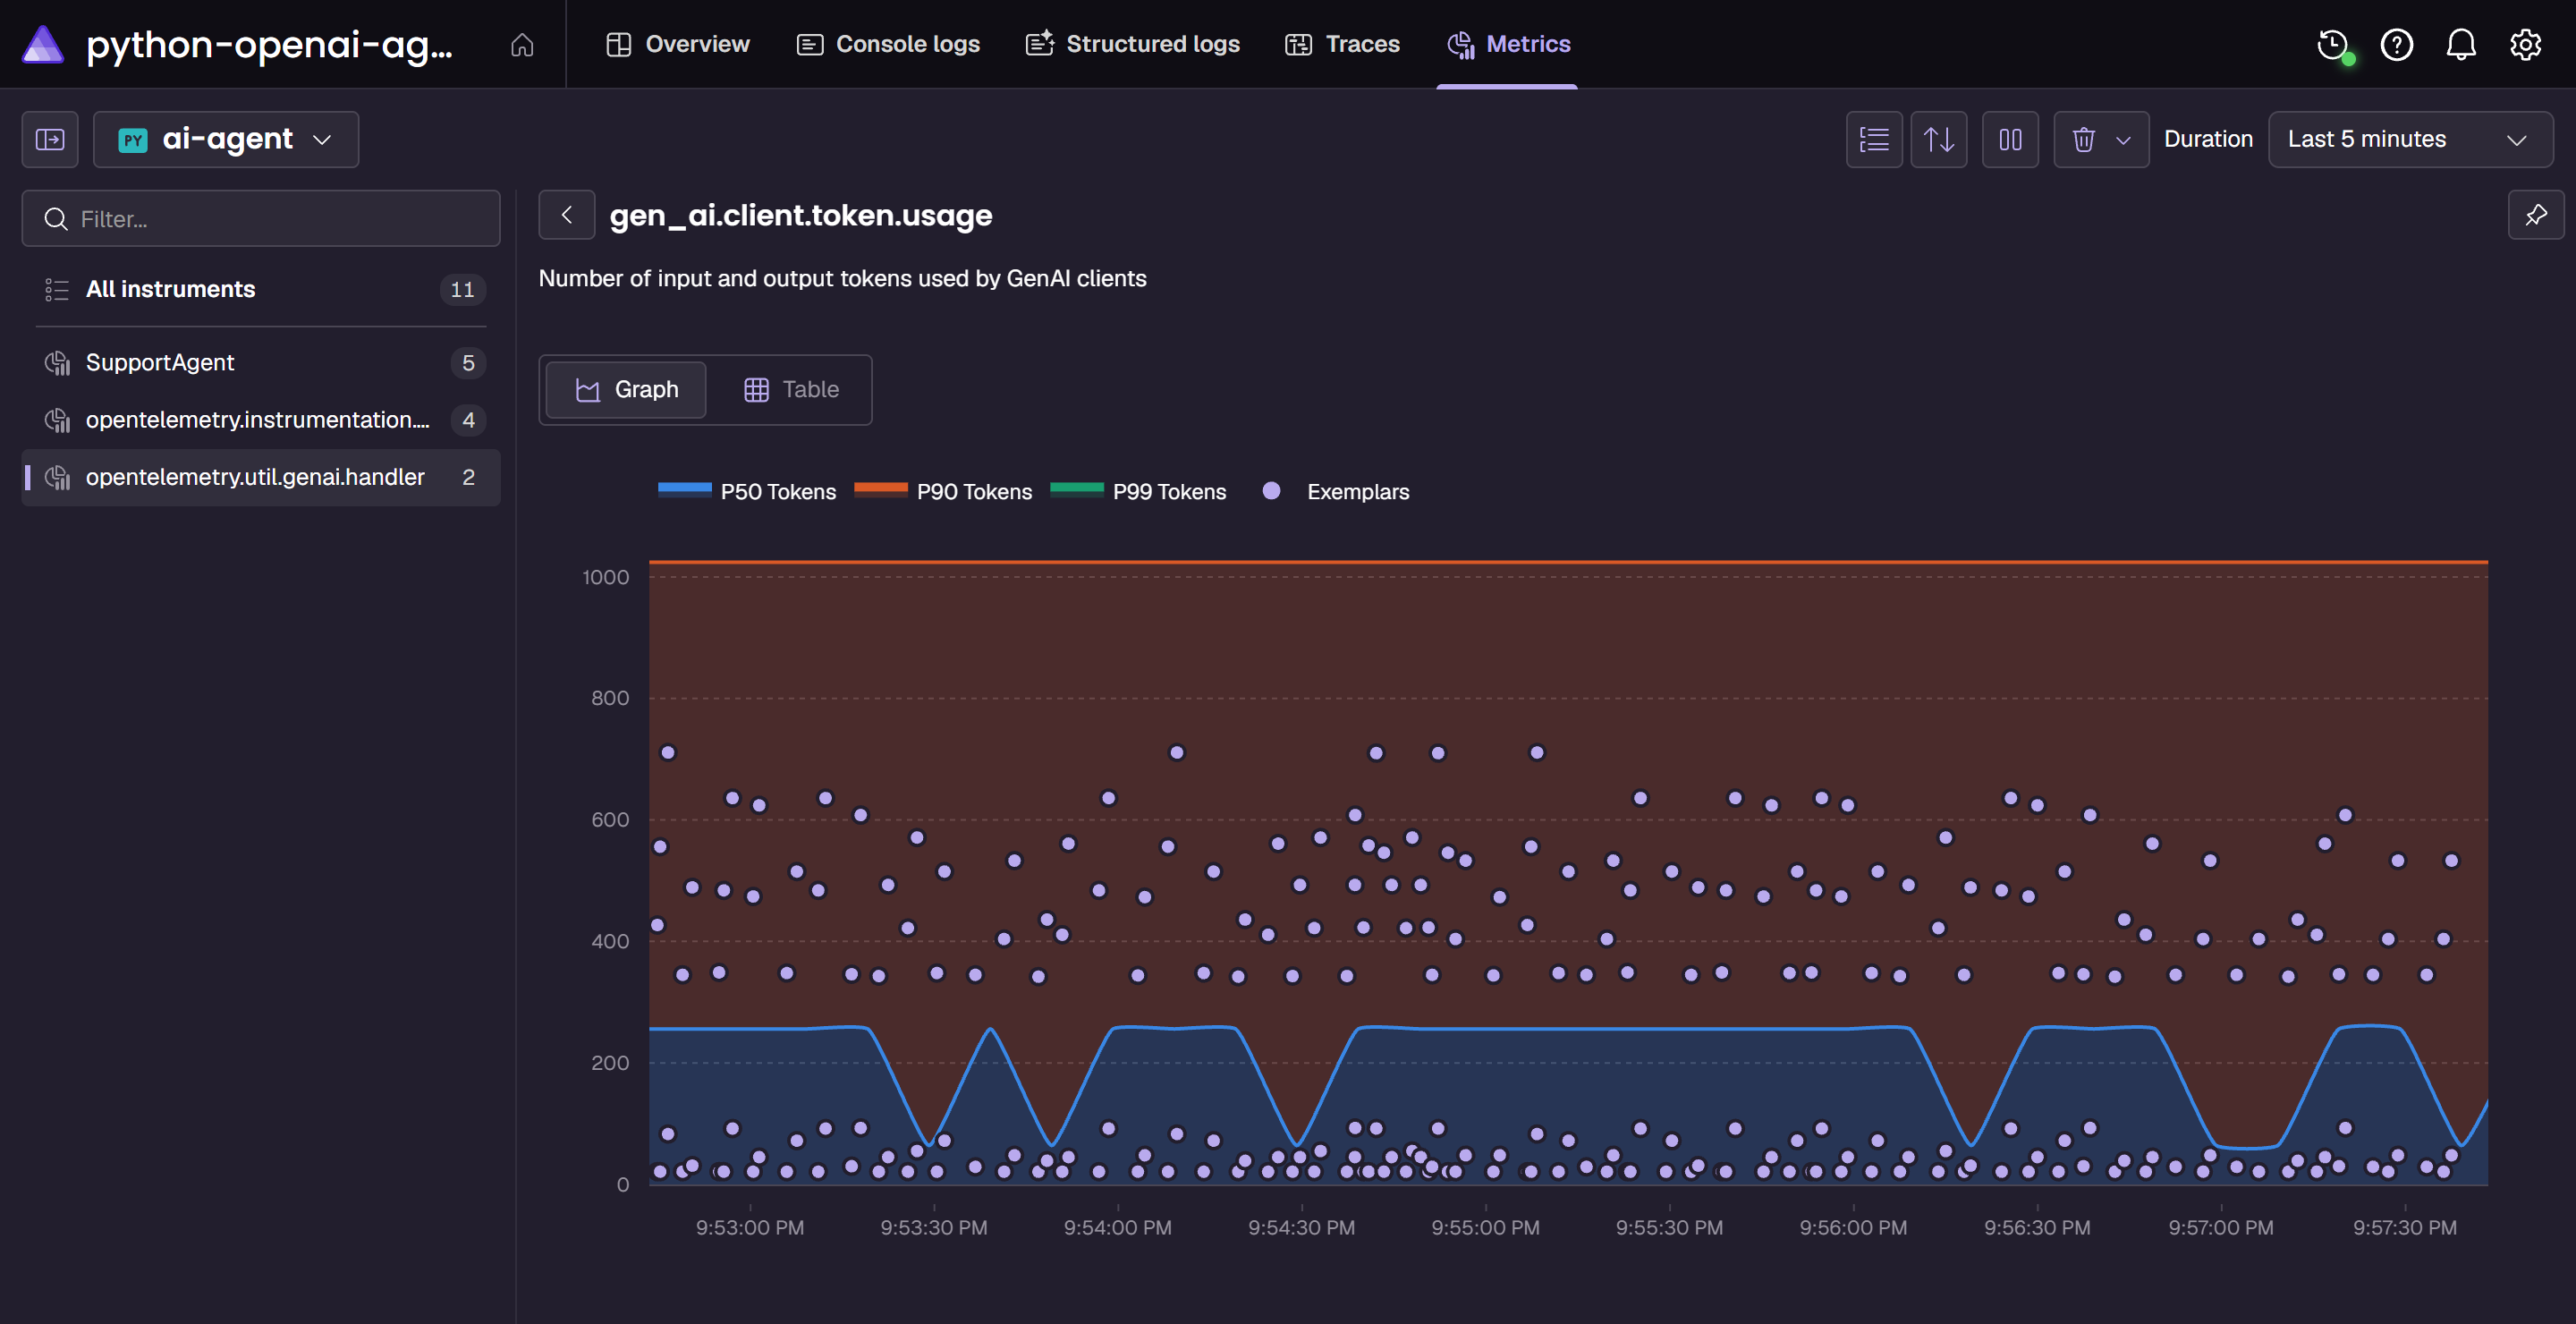 python-openai-ag...
Overview
Console logs
Structured logs
Traces
Metrics
PY ai-agent
Duration
Last 5 minutes
Filter...
All instruments 11
SupportAgent 5
opentelemetry.instrumentation.... 4
opentelemetry.util.genai.handler 2
gen_ai.client.token.usage
Number of input and output tokens used by GenAI clients
Graph
Table
P50 Tokens
P90 Tokens
P99 Tokens
Exemplars
1000
800
600
400
200
0
9:53:00 PM
9:53:30 PM
9:54:00 PM
9:54:30 PM
9:55:00 PM
9:55:30 PM
9:56:00 PM
9:56:30 PM
9:57:00 PM
9:57:30 PM